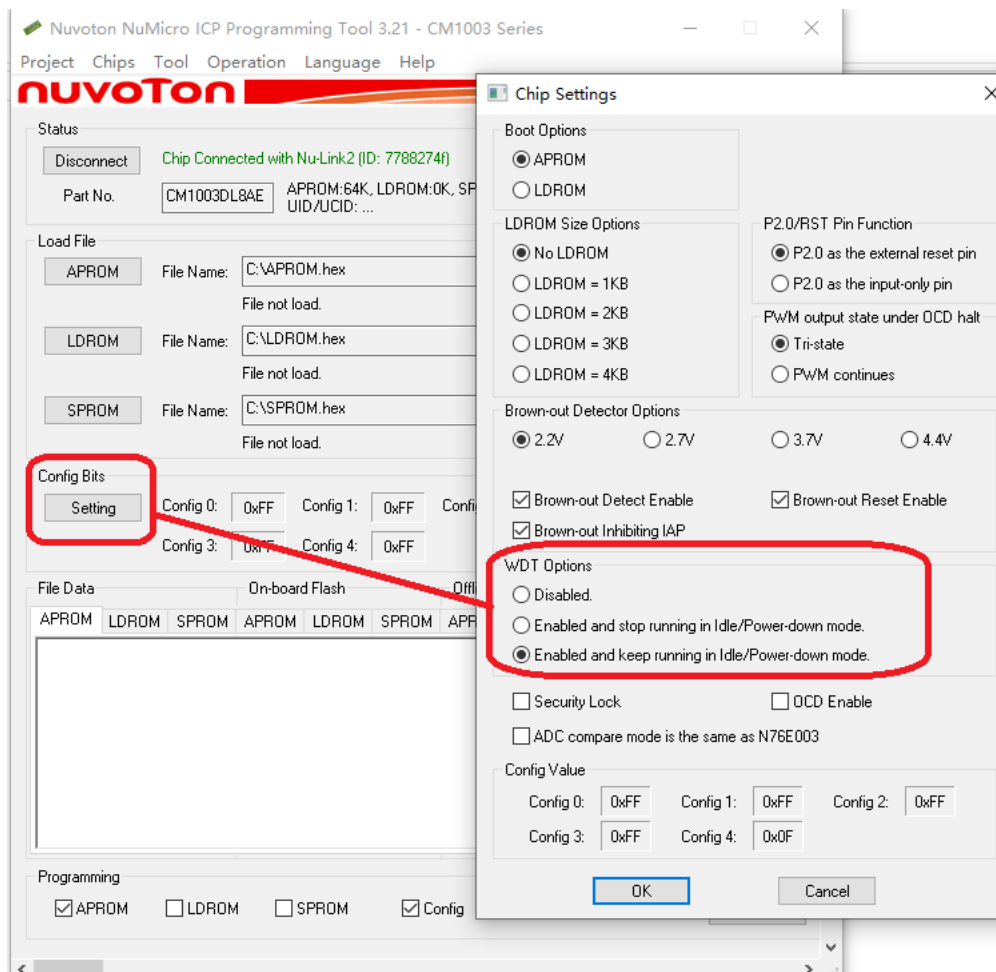 Nuvoton NuMicro ICP Programming Tool 3.21 - CM1003 Series
Project Chips Tool Operation Language Help
nuvoTon
Status
Disconnect Chip Connected with Nu-Link2 (ID: 7788274f)
Part No. CM1003DL8AE APROM:64K, LDROM:0K, SP
UID/UCID: ...
Load File
APROM File Name: C:\APROM.hex
File not load.
LDROM File Name: C:\LDROM.hex
File not load.
SPROM File Name: C:\SPROM.hex
File not load.
Config Bits
Setting Config 0: 0xFF Config 1: 0xFF Confi
Config 3: 0xFF Config 4: 0xFF
File Data On-board Flash Offli
APROM LDROM SPROM APROM LDROM SPROM APR
Programming
APROM LDROM SPROM Config
Chip Settings
Boot Options
APROM
LDROM
LDROM Size Options
No LDROM
LDROM = 1KB
LDROM = 2KB
LDROM = 3KB
LDROM = 4KB
P2.0/RST Pin Function
P2.0 as the external reset pin
P2.0 as the input-only pin
PWM output state under OCD halt
Tri-state
PWM continues
Brown-out Detector Options
2.2V 2.7V 3.7V 4.4V
Brown-out Detect Enable Brown-out Reset Enable
Brown-out Inhibiting IAP
WDT Options
Disabled.
Enabled and stop running in Idle/Power-down mode.
Enabled and keep running in Idle/Power-down mode.
Security Lock OCD Enable
ADC compare mode is the same as N76E003
Config Value
Config 0: 0xFF Config 1: 0xFF Config 2: 0xFF
Config 3: 0xFF Config 4: 0x0F
OK Cancel